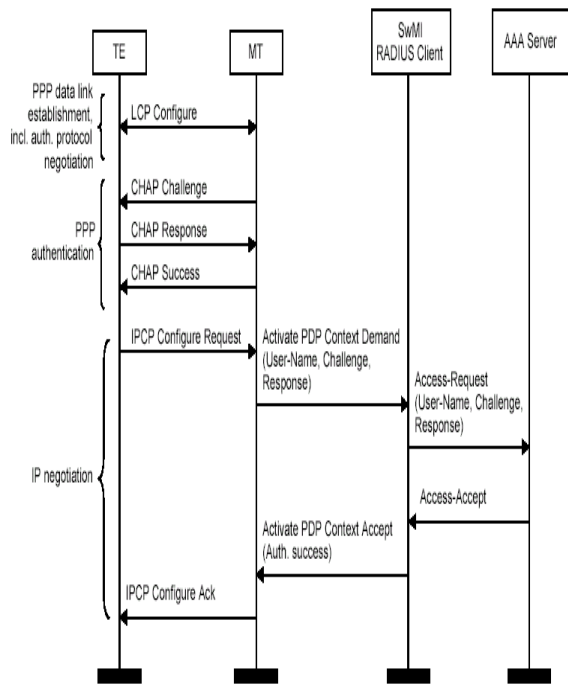 TE
MT
SwMI
RADIUS Client
AAA Server
PPP data link
establishment,
incl. auth. protocol
negotiation
LCP Configure
PPP
authentication
CHAP Challenge
CHAP Response
CHAP Success
IP negotiation
IPCP Configure Request
Activate PDP Context Demand
(User-Name, Challenge,
Response)
Access-Request
(User-Name, Challenge,
Response)
Access-Accept
Activate PDP Context Accept
(Auth. success)
IPCP Configure Ack